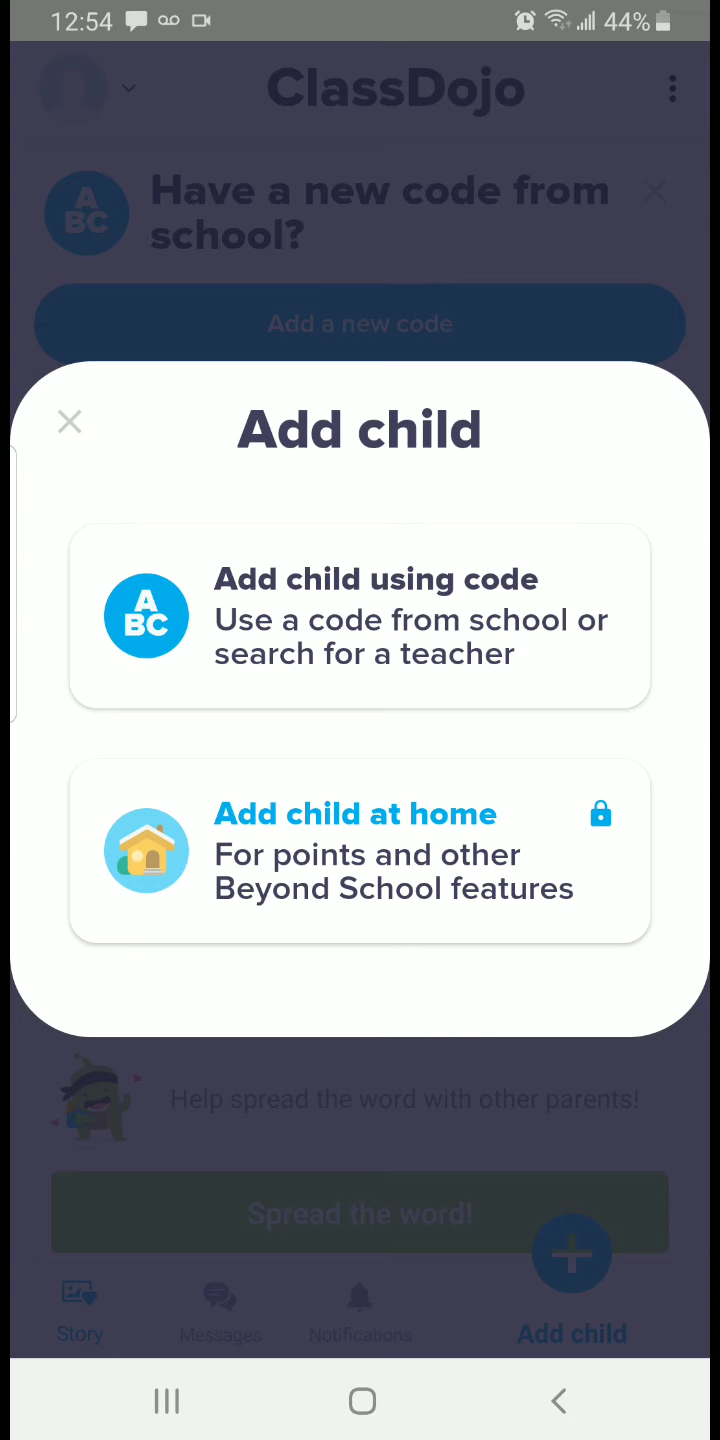 12:54
44%
ClassDojo
A
BC
Have a new code from
school?
Add a new code
Add child
A
BC
Add child using code
Use a code from school or
search for a teacher
Add child at home
For points and other
Beyond School features
Help spread the word with other parents!
Spread the word!
Story
Messages
Notifications
Add child